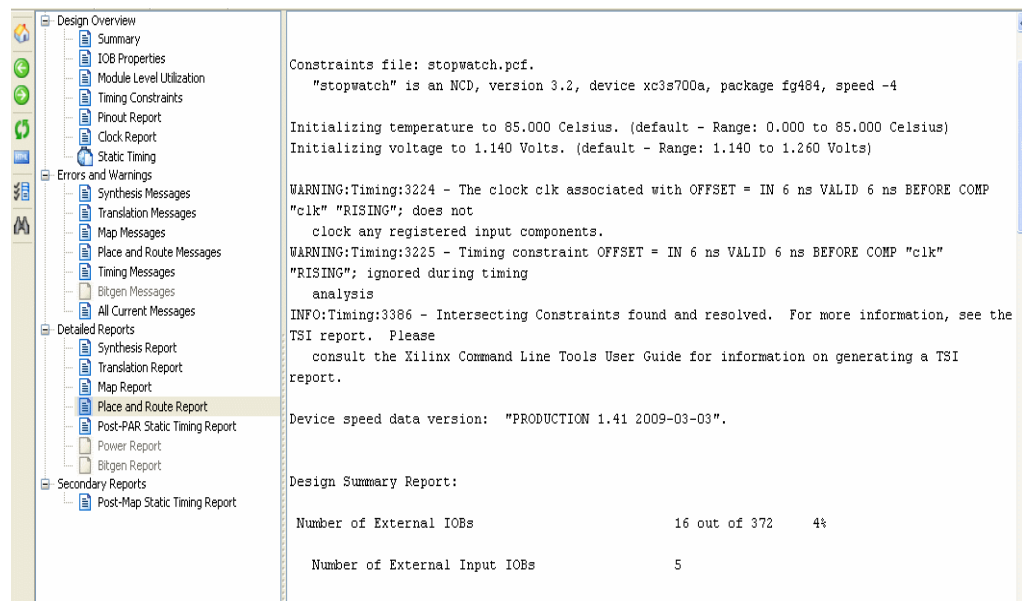 Design Overview
Summary
IOB Properties
Module Level Utilization
Timing Constraints
Pinout Report
Clock Report
Static Timing
Errors and Warnings
Synthesis Messages
Translation Messages
Map Messages
Place and Route Messages
Timing Messages
Bitgen Messages
All Current Messages
Detailed Reports
Synthesis Report
Translation Report
Map Report
Place and Route Report
Post-PAR Static Timing Report
Power Report
Bitgen Report
Secondary Reports
Post-Map Static Timing Report
Constraints file: stopwatch.pcf.
"stopwatch" is an NCD, version 3.2, device xc3s700a, package fg484, speed -4
Initializing temperature to 85.000 Celsius. (default - Range: 0.000 to 85.000 Celsius)
Initializing voltage to 1.140 Volts. (default - Range: 1.140 to 1.260 Volts)
WARNING:Timing:3224 - The clock clk associated with OFFSET = IN 6 ns VALID 6 ns BEFORE COMP
"clk" "RISING"; does not
clock any registered input components.
WARNING:Timing:3225 - Timing constraint OFFSET = IN 6 ns VALID 6 ns BEFORE COMP "clk"
"RISING"; ignored during timing
analysis
INFO:Timing:3386 - Intersecting Constraints found and resolved. For more information, see the
TSI report. Please
consult the Xilinx Command Line Tools User Guide for information on generating a TSI
report.
Device speed data version: "PRODUCTION 1.41 2009-03-03".
Design Summary Report:
Number of External IOBs 16 out of 372 4%
Number of External Input IOBs 5